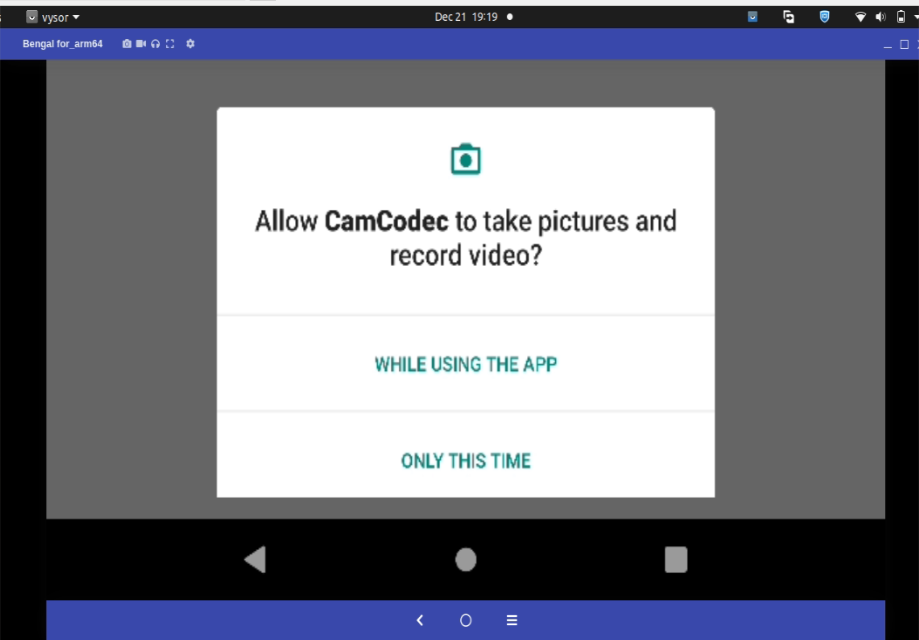 vysor
Dec 21 19:19
Bengal for_arm64
Allow CamCodec to take pictures and
record video?
WHILE USING THE APP
ONLY THIS TIME